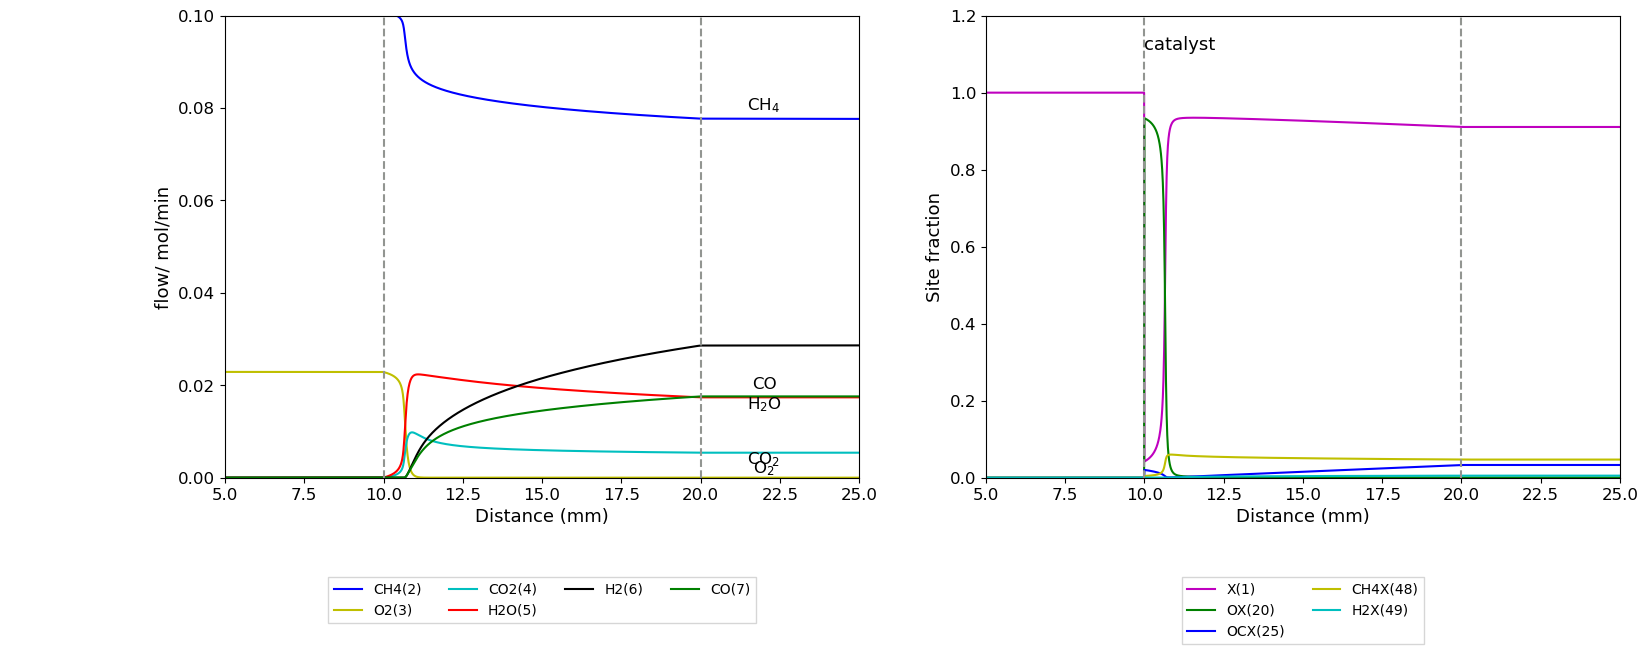 0.10
0.08
0.06
0.04
0.02
0.00
flow/ mol/min
CH4
CO
H2O
CO2
O2
5.0 7.5 10.0 12.5 15.0 17.5 20.0 22.5 25.0
Distance (mm)
CH4(2) CO2(4) H2(6) CO(7)
O2(3) H2O(5)
1.2
1.0
0.8
0.6
0.4
0.2
0.0
Site fraction
catalyst
5.0 7.5 10.0 12.5 15.0 17.5 20.0 22.5 25.0
Distance (mm)
X(1) CH4X(48)
OX(20) H2X(49)
OCX(25)